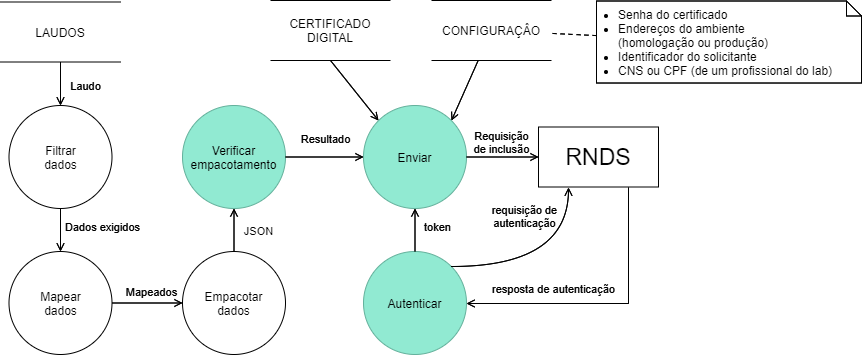 LAUDOS
CERTIFICADO
DIGITAL
CONFIGURAÇÂO
Senha do certificado
Endereços do ambiente
(homologação ou produção)
Identificador do solicitante
CNS ou CPF (de um profissional do lab)
Laudo
Filtrar
dados
Verificar
empacotamento
Resultado
Enviar
Requisição
de inclusão
RNDS
Dados exigidos
JSON
token
requisição de
autenticação
Mapear
dados
Mapeados
Empacotar
dados
Autenticar
resposta de autenticação